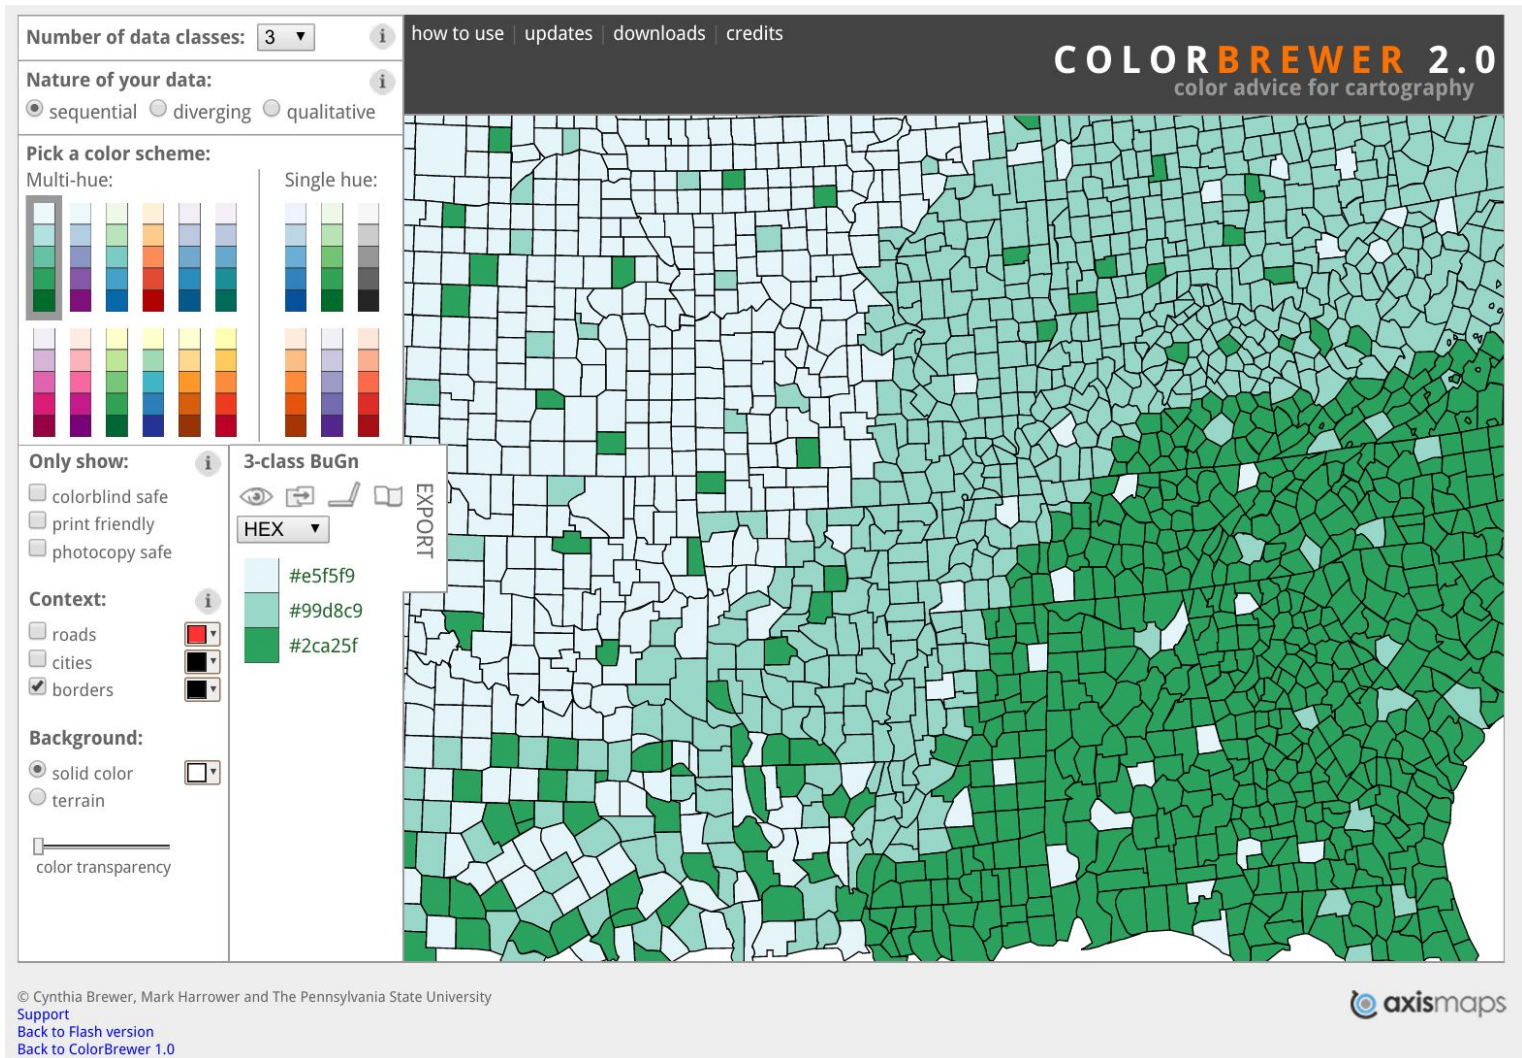 Number of data classes: 3 i
how to use | updates | downloads | credits
COLORBREWER 2.0
color advice for cartography
Nature of your data: i
sequential diverging qualitative
Pick a color scheme:
Multi-hue: Single hue:
Only show: i
colorblind safe
print friendly
photocopy safe
Context: i
roads
cities
borders
Background:
solid color
terrain
color transparency
3-class BuGn
HEX
EXPORT
#e5f5f9
#99d8c9
#2ca25f
© Cynthia Brewer, Mark Harrower and The Pennsylvania State University
Support
Back to Flash version
Back to ColorBrewer 1.0
axismaps